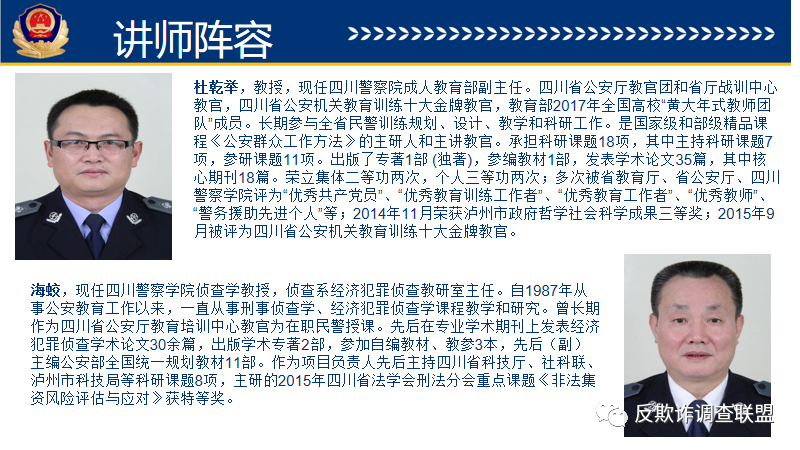 讲师阵容
杜乾举，教授，现任四川警察院成人教育部副主任。四川省公安厅教官团和省厅战训中心
教官，四川省公安机关教育训练十大金牌教官，教育部2017年全国高校“黄大年式教师团
队”成员。长期参与全省民警训练规划、设计、教学和科研工作。是国家级和部级精品课
程《公安群众工作方法》的主研人和主讲教官。承担科研课题18项，其中主持科研课题7
项，参研课题11项。出版了专著1部 (独著)，参编教材1部，发表学术论文35篇，其中核
心期刊18篇。荣立集体二等功两次，个人三等功两次；多次被省教育厅、省公安厅、四川
警察学院评为“优秀共产党员”、“优秀教育训练工作者”、“优秀教育工作者”、“优秀教师”、
“警务援助先进个人”等；2014年11月荣获泸州市政府哲学社会科学成果三等奖；2015年9
月被评为四川省公安机关教育训练十大金牌教官。
海蛟，现任四川警察学院侦查学教授，侦查系经济犯罪侦查教研室主任。自1987年从
事公安教育工作以来，一直从事刑事侦查学、经济犯罪侦查学课程教学和研究。曾长期
作为四川省公安厅教育培训中心教官为在职民警授课。先后在专业学术期刊上发表经济
犯罪侦查学术论文30余篇，出版学术专著2部，参加自编教材、教参3本，先后（副）
主编公安部全国统一规划教材11部。作为项目负责人先后主持四川省科技厅、社科联、
泸州市科技局等科研课题8项，主研的2015年四川省法学会刑法分会重点课题《非法集
资风险评估与应对》获特等奖。
反欺诈调查联盟